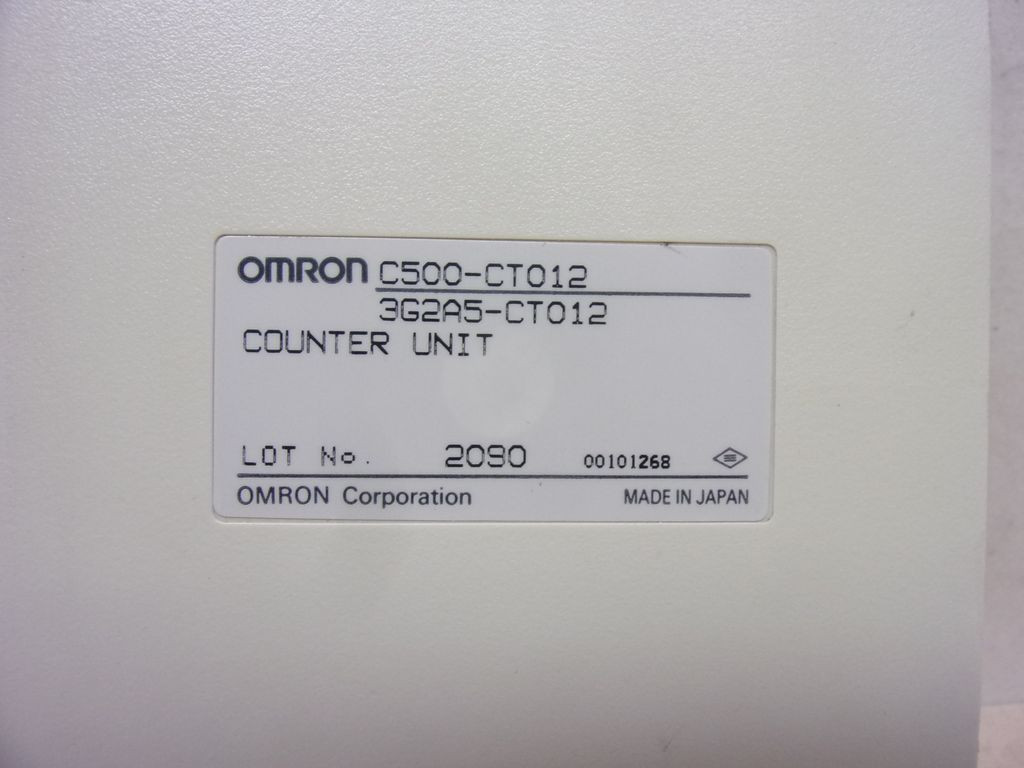 OMRON C500-CT012
3G2A5-CT012
COUNTER UNIT
LOT No. 2090 00101268
OMRON Corporation MADE IN JAPAN